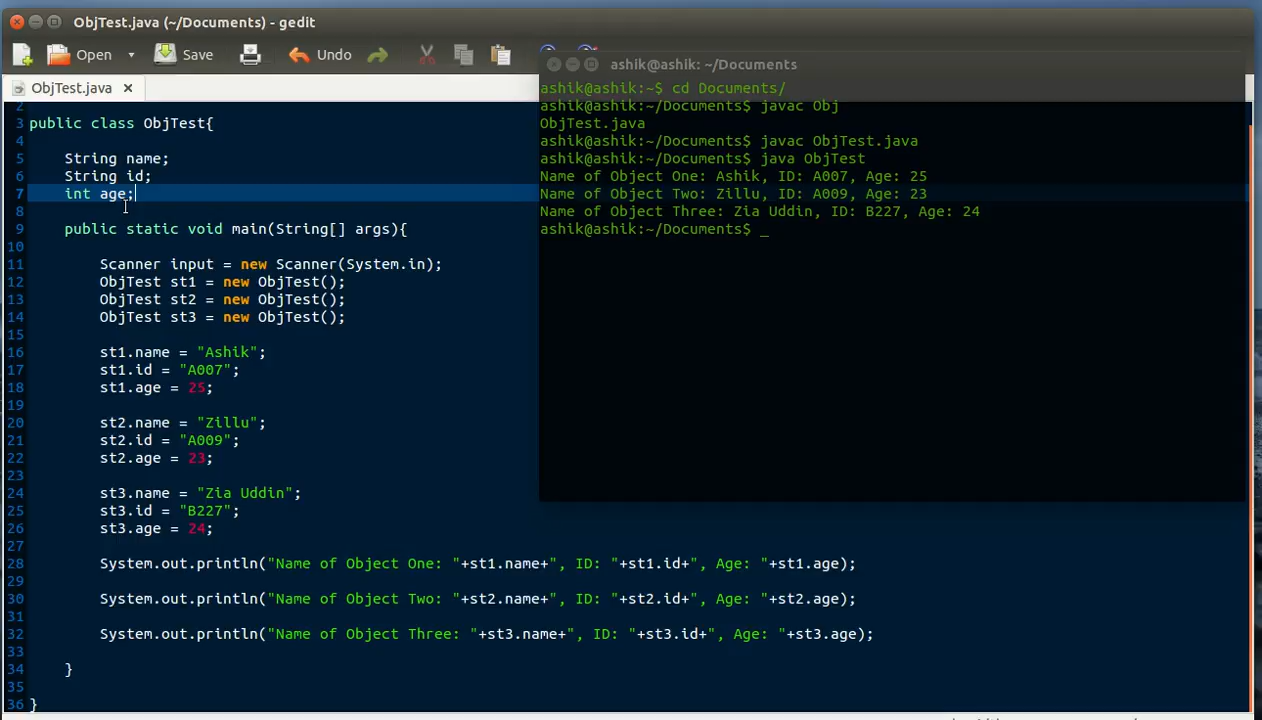 ObjTest.java (~/Documents) - gedit
Open Save Undo
ObjTest.java
2
3 public class ObjTest{
4
5 String name;
6 String id;
7 int age;
8
9 public static void main(String[] args){
10
11 Scanner input = new Scanner(System.in);
12 ObjTest st1 = new ObjTest();
13 ObjTest st2 = new ObjTest();
14 ObjTest st3 = new ObjTest();
15
16 st1.name = "Ashik";
17 st1.id = "A007";
18 st1.age = 25;
19
20 st2.name = "Zillu";
21 st2.id = "A009";
22 st2.age = 23;
23
24 st3.name = "Zia Uddin";
25 st3.id = "B227";
26 st3.age = 24;
27
28 System.out.println("Name of Object One: "+st1.name+", ID: "+st1.id+", Age: "+st1.age);
29
30 System.out.println("Name of Object Two: "+st2.name+", ID: "+st2.id+", Age: "+st2.age);
31
32 System.out.println("Name of Object Three: "+st3.name+", ID: "+st3.id+", Age: "+st3.age);
33
34 }
35
36 }
ashik@ashik: ~/Documents
ashik@ashik:~$ cd Documents/
ashik@ashik:~/Documents$ javac Obj
ObjTest.java
ashik@ashik:~/Documents$ javac ObjTest.java
ashik@ashik:~/Documents$ java ObjTest
Name of Object One: Ashik, ID: A007, Age: 25
Name of Object Two: Zillu, ID: A009, Age: 23
Name of Object Three: Zia Uddin, ID: B227, Age: 24
ashik@ashik:~/Documents$ _